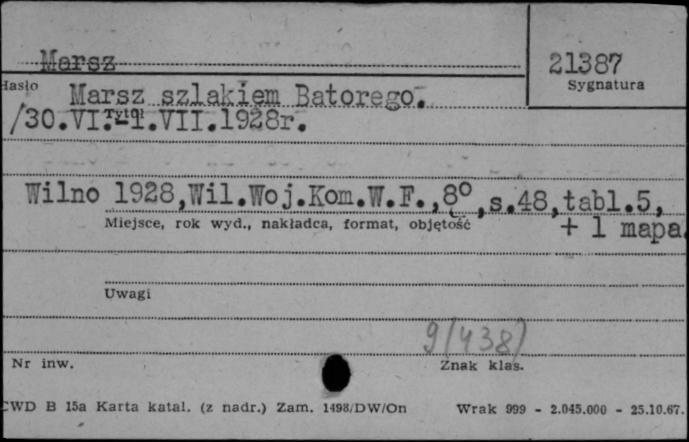 Marsz
21387
Hasło
Sygnatura
Marsz szlakiem Batorego.
/30.VI.-1.VII.1928r.
Tytuł
Wilno 1928,Wil.Woj.Kom.W.F.,8°,s.48,tabl.5,
Miejsce, rok wyd., nakładca, format, objętość
+ 1 mapa.
Uwagi
9/438/
Nr inw.
Znak klas.
CWD B 15a Karta katal. (z nadr.) Zam. 1498/DW/On Wrak 999 - 2.045.000 - 25.10.67.